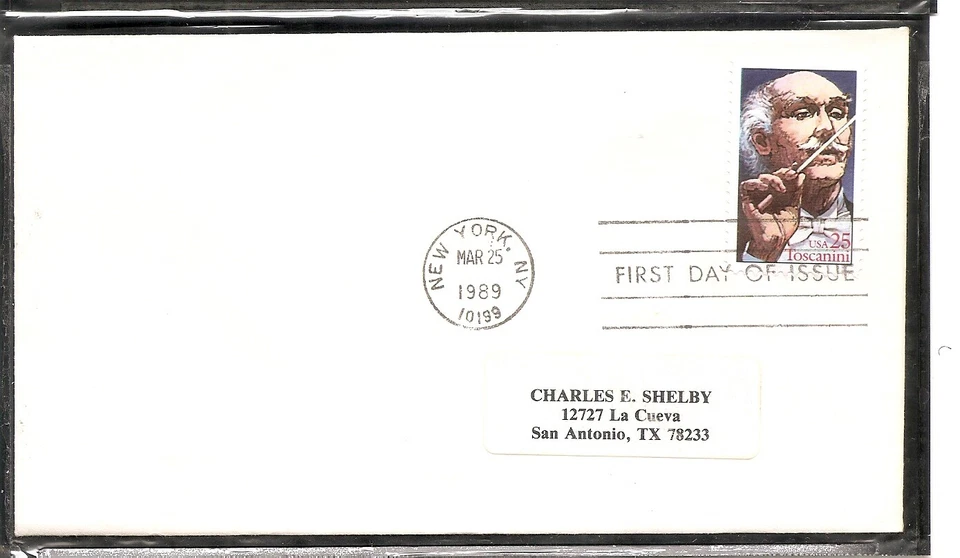 USA 25
Toscanini
NEW YORK, NY
MAR 25
1989
10199
FIRST DAY OF ISSUE
CHARLES E. SHELBY
12727 La Cueva
San Antonio, TX 78233